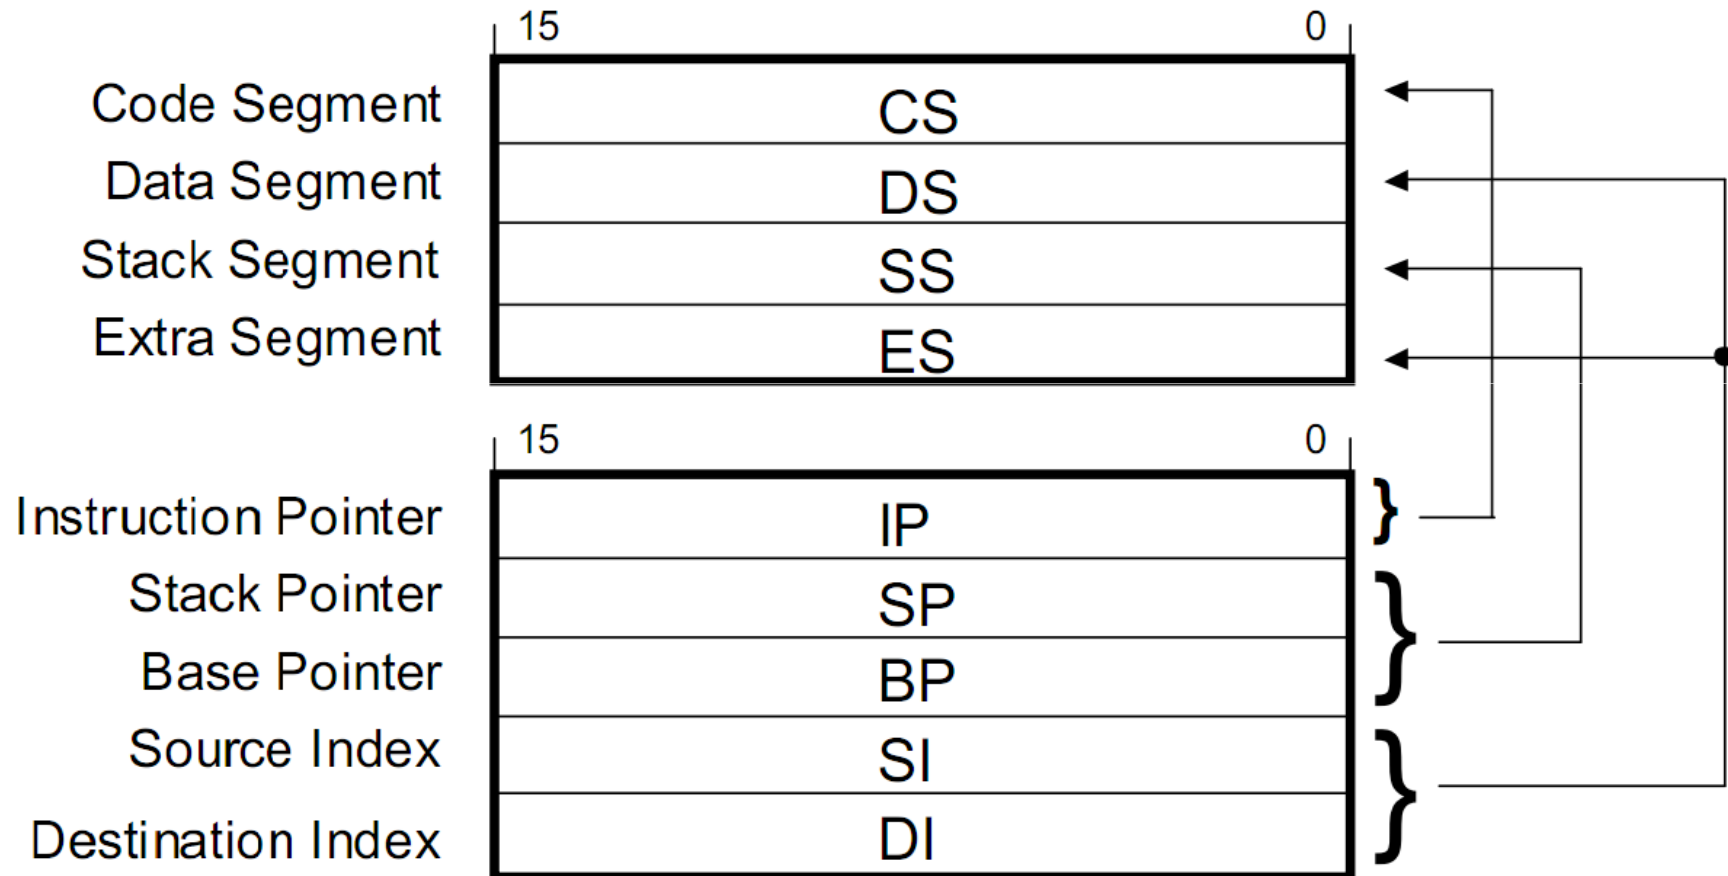 15 0
Code Segment CS
Data Segment DS
Stack Segment SS
Extra Segment ES
15 0
Instruction Pointer IP }
Stack Pointer SP }
Base Pointer BP
Source Index SI }
Destination Index DI